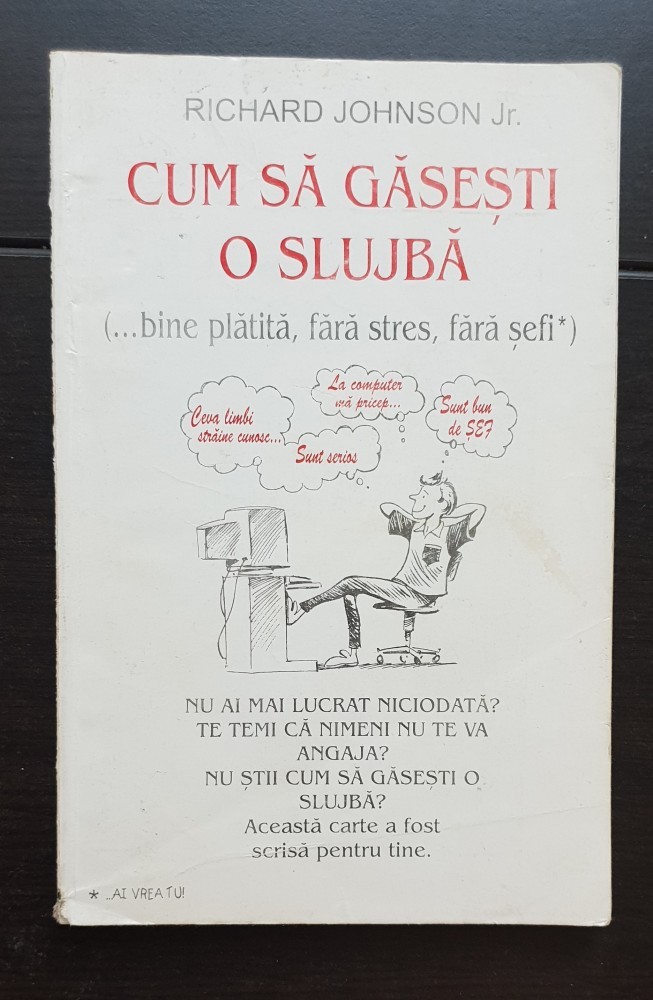 RICHARD JOHNSON Jr.
CUM SĂ GĂSEȘTI
O SLUJBĂ
(...bine plătită, fără stres, fără șefi*)
La computer
mă pricep...
Ceva limbi
străine cunosc...
Sunt bun
de ȘEF
Sunt serios
NU AI MAI LUCRAT NICIODATĂ?
TE TEMI CĂ NIMENI NU TE VA
ANGAJA?
NU ȘTII CUM SĂ GĂSEȘTI O
SLUJBĂ?
Această carte a fost
scrisă pentru tine.
* ...AI VREA TU!